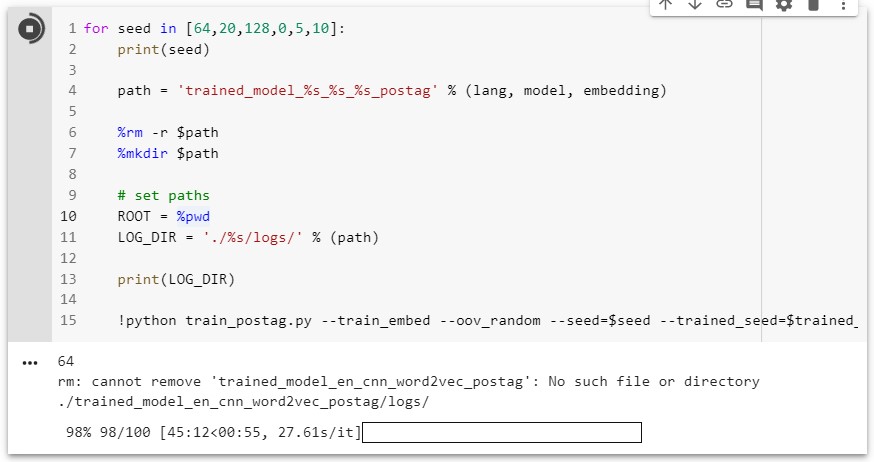 1 for seed in [64,20,128,0,5,10]:
2 print(seed)
3
4 path = 'trained_model_%s_%s_%s_postag' % (lang, model, embedding)
5
6 %rm -r $path
7 %mkdir $path
8
9 # set paths
10 ROOT = %pwd
11 LOG_DIR = './%s/logs/' % (path)
12
13 print(LOG_DIR)
14
15 !python train_postag.py --train_embed --oov_random --seed=$seed --trained_seed=$trained_
64
rm: cannot remove 'trained_model_en_cnn_word2vec_postag': No such file or directory
./trained_model_en_cnn_word2vec_postag/logs/
98% 98/100 [45:12<00:55, 27.61s/it]